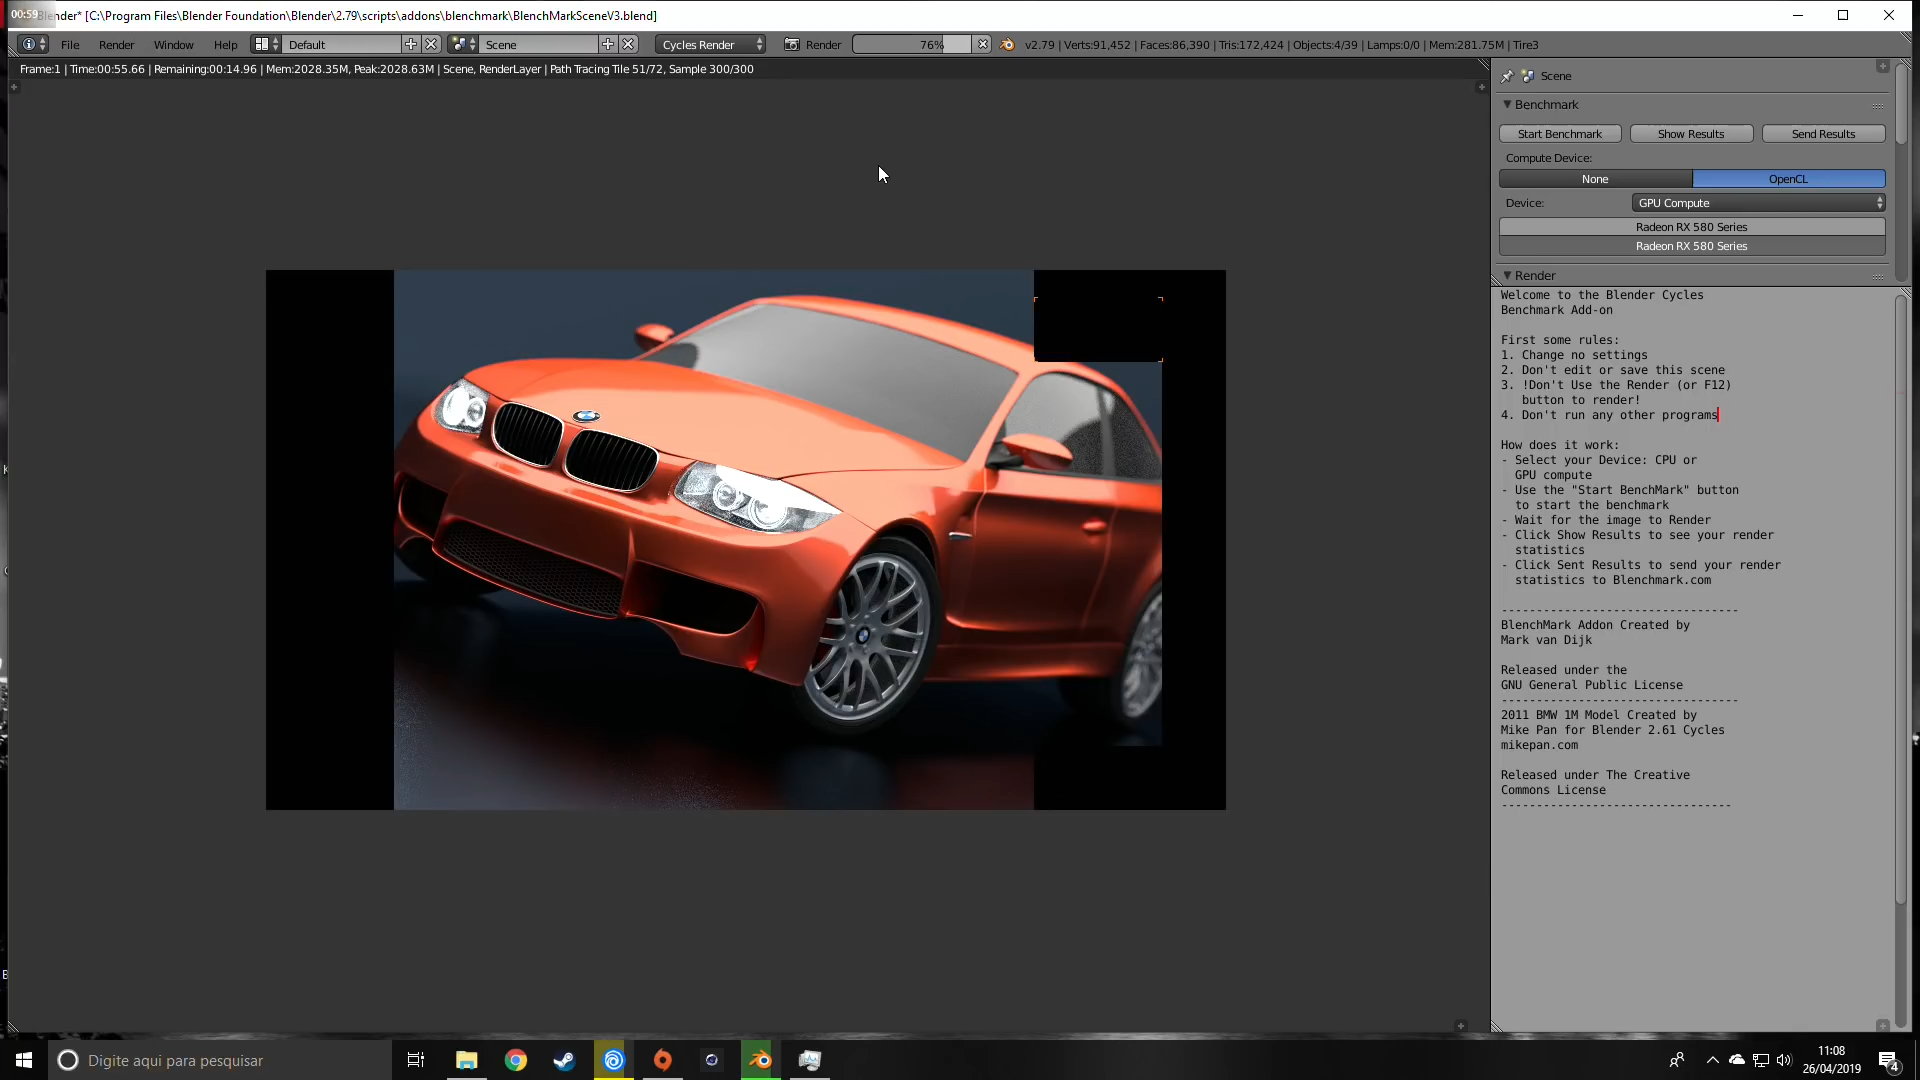 00:59
Blender* [C:\Program Files\Blender Foundation\Blender\2.79\scripts\addons\blenchmark\BlenchMarkSceneV3.blend]
File Render Window Help Default Scene Cycles Render Render 76% v2.79 | Verts:91,452 | Faces:86,390 | Tris:172,424 | Objects:4/39 | Lamps:0/0 | Mem:281.75M | Tire3
Frame:1 | Time:00:55.66 | Remaining:00:14.96 | Mem:2028.35M, Peak:2028.63M | Scene, RenderLayer | Path Tracing Tile 51/72, Sample 300/300
Scene
Benchmark
Start Benchmark Show Results Send Results
Compute Device:
None OpenCL
Device: GPU Compute
Radeon RX 580 Series
Radeon RX 580 Series
Render
Welcome to the Blender Cycles
Benchmark Add-on
First some rules:
1. Change no settings
2. Don't edit or save this scene
3. !Don't Use the Render (or F12)
button to render!
4. Don't run any other programs
How does it work:
- Select your Device: CPU or
GPU compute
- Use the "Start BenchMark" button
to start the benchmark
- Wait for the image to Render
- Click Show Results to see your render
statistics
- Click Sent Results to send your render
statistics to Blenchmark.com
----------------------------------
BlenchMark Addon Created by
Mark van Dijk
Released under the
GNU General Public License
----------------------------------
2011 BMW 1M Model Created by
Mike Pan for Blender 2.61 Cycles
mikepan.com
Released under The Creative
Commons License
---------------------------------
Digite aqui para pesquisar
11:08
26/04/2019
4